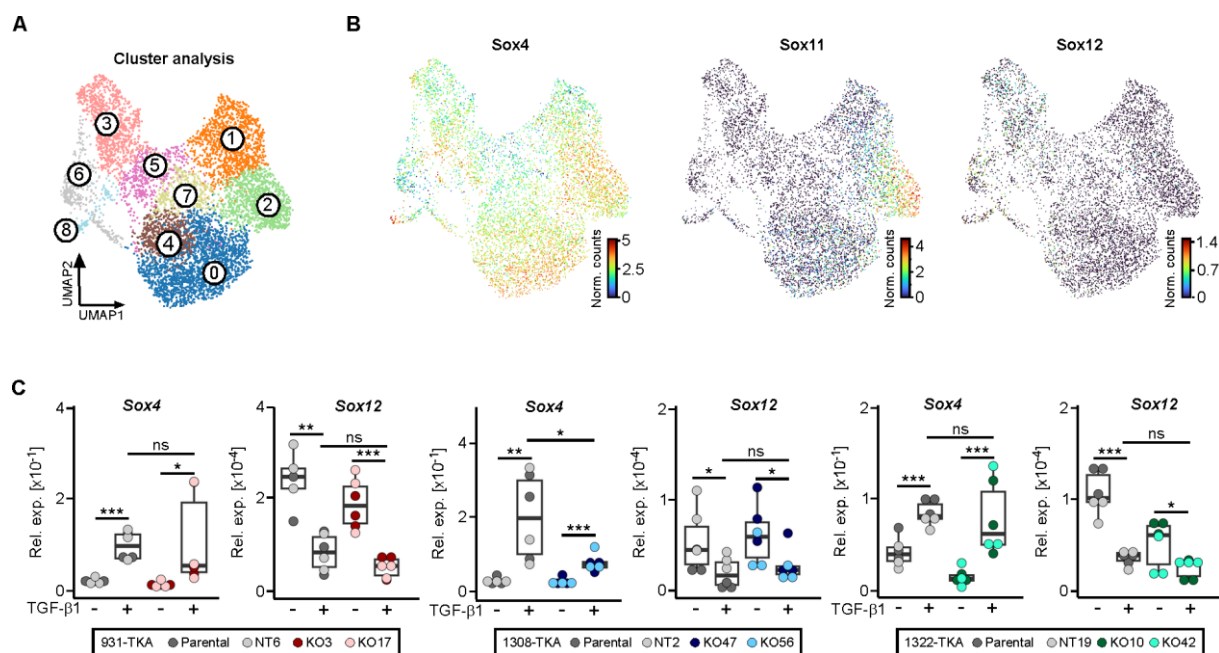 A
B
Cluster analysis
3
1
5
6
7
2
8
4
0
UMAP2
UMAP1
Sox4
Sox11
Sox12
Norm. counts
5
2.5
0
Norm. counts
4
2
0
Norm. counts
1.4
0.7
0
C
Sox4
Sox12
Sox4
Sox12
Sox4
Sox12
Rel. exp. [x10-1]
4
2
0
ns
*
***
Rel. exp. [x10-4]
4
2
0
**
ns
***
Rel. exp. [x10-1]
4
2
0
**
*
***
Rel. exp. [x10-4]
2
1
0
*
ns
*
Rel. exp. [x10-1]
2
1
0
***
ns
***
Rel. exp. [x10-4]
2
1
0
***
ns
*
TGF-β1 - + - + - + - + - + - + - + - + - + - + - + - +
931-TKA Parental NT6 KO3 KO17
1308-TKA Parental NT2 KO47 KO56
1322-TKA Parental NT19 KO10 KO42